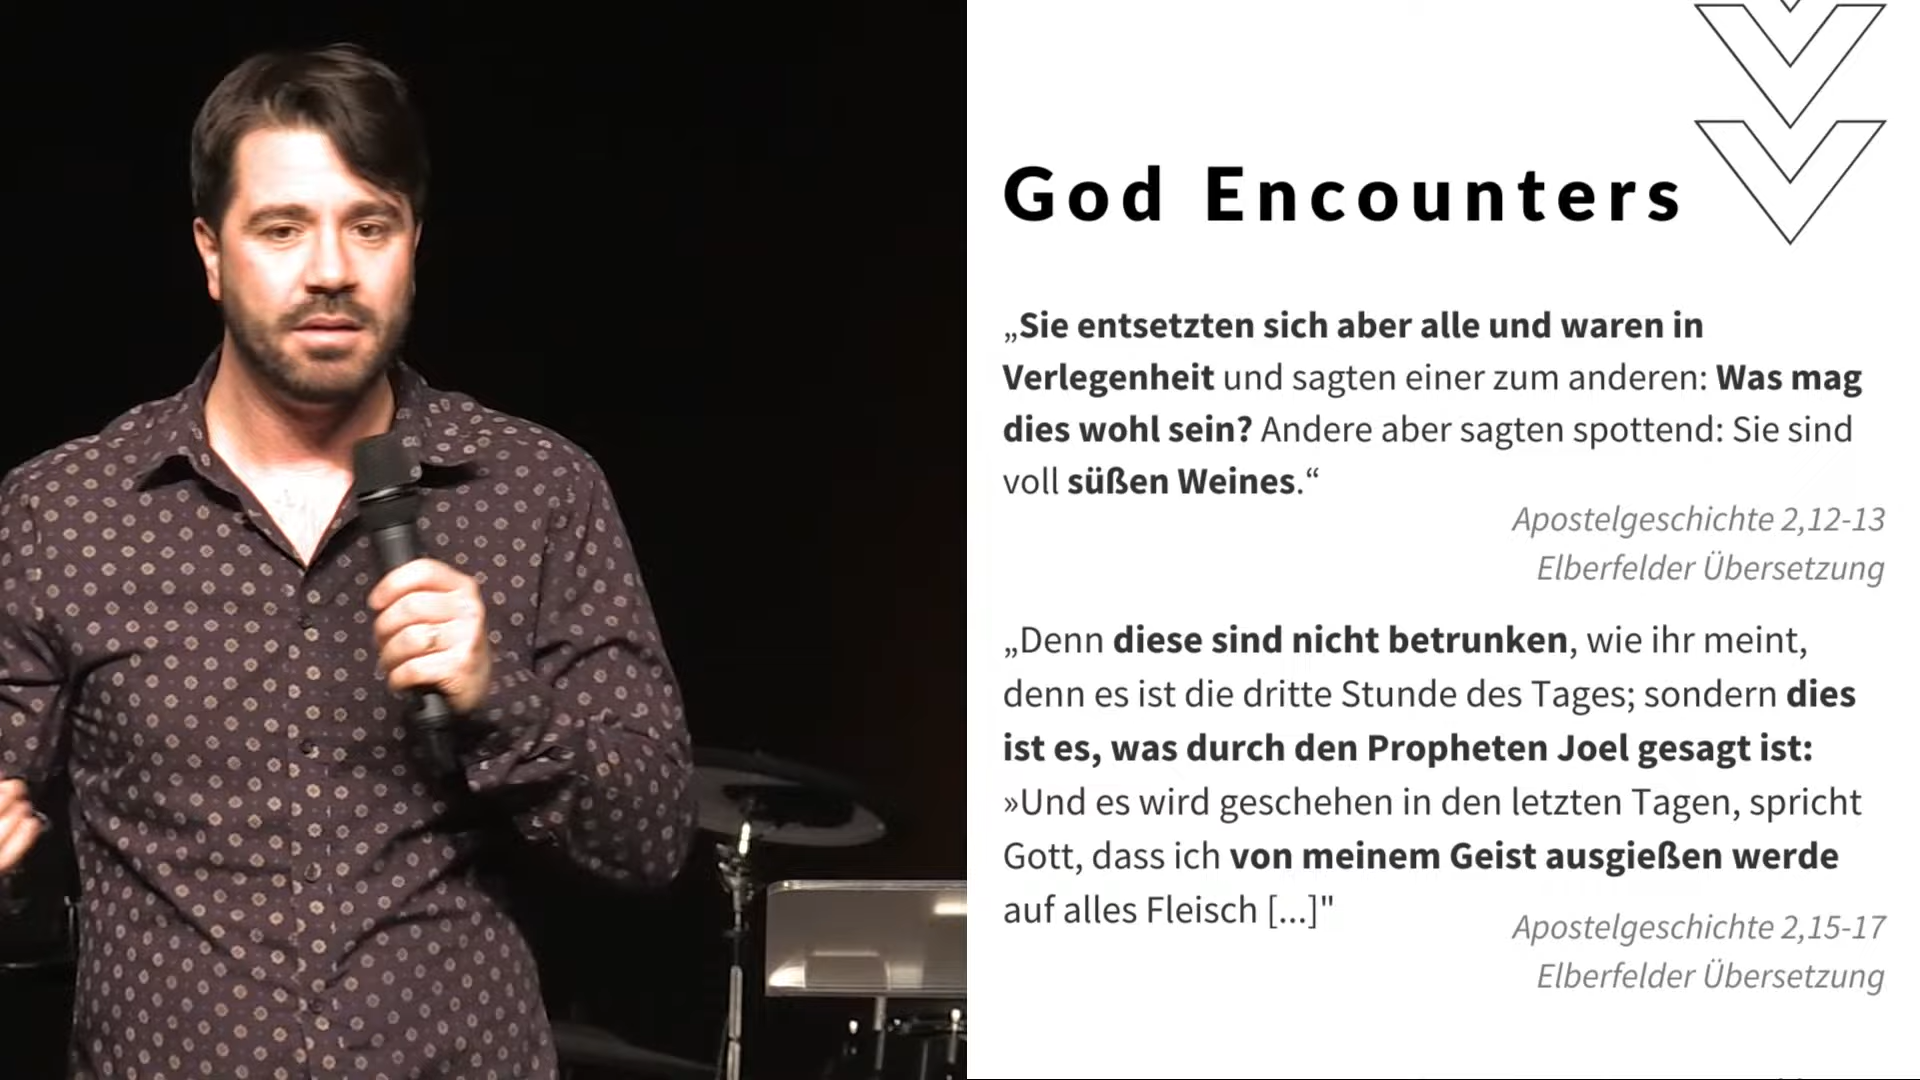 God Encounters
„Sie entsetzten sich aber alle und waren in
Verlegenheit und sagten einer zum anderen: Was mag
dies wohl sein? Andere aber sagten spottend: Sie sind
voll süßen Weines.“
Apostelgeschichte 2,12-13
Elberfelder Übersetzung
„Denn diese sind nicht betrunken, wie ihr meint,
denn es ist die dritte Stunde des Tages; sondern dies
ist es, was durch den Propheten Joel gesagt ist:
»Und es wird geschehen in den letzten Tagen, spricht
Gott, dass ich von meinem Geist ausgießen werde
auf alles Fleisch [...]"
Apostelgeschichte 2,15-17
Elberfelder Übersetzung